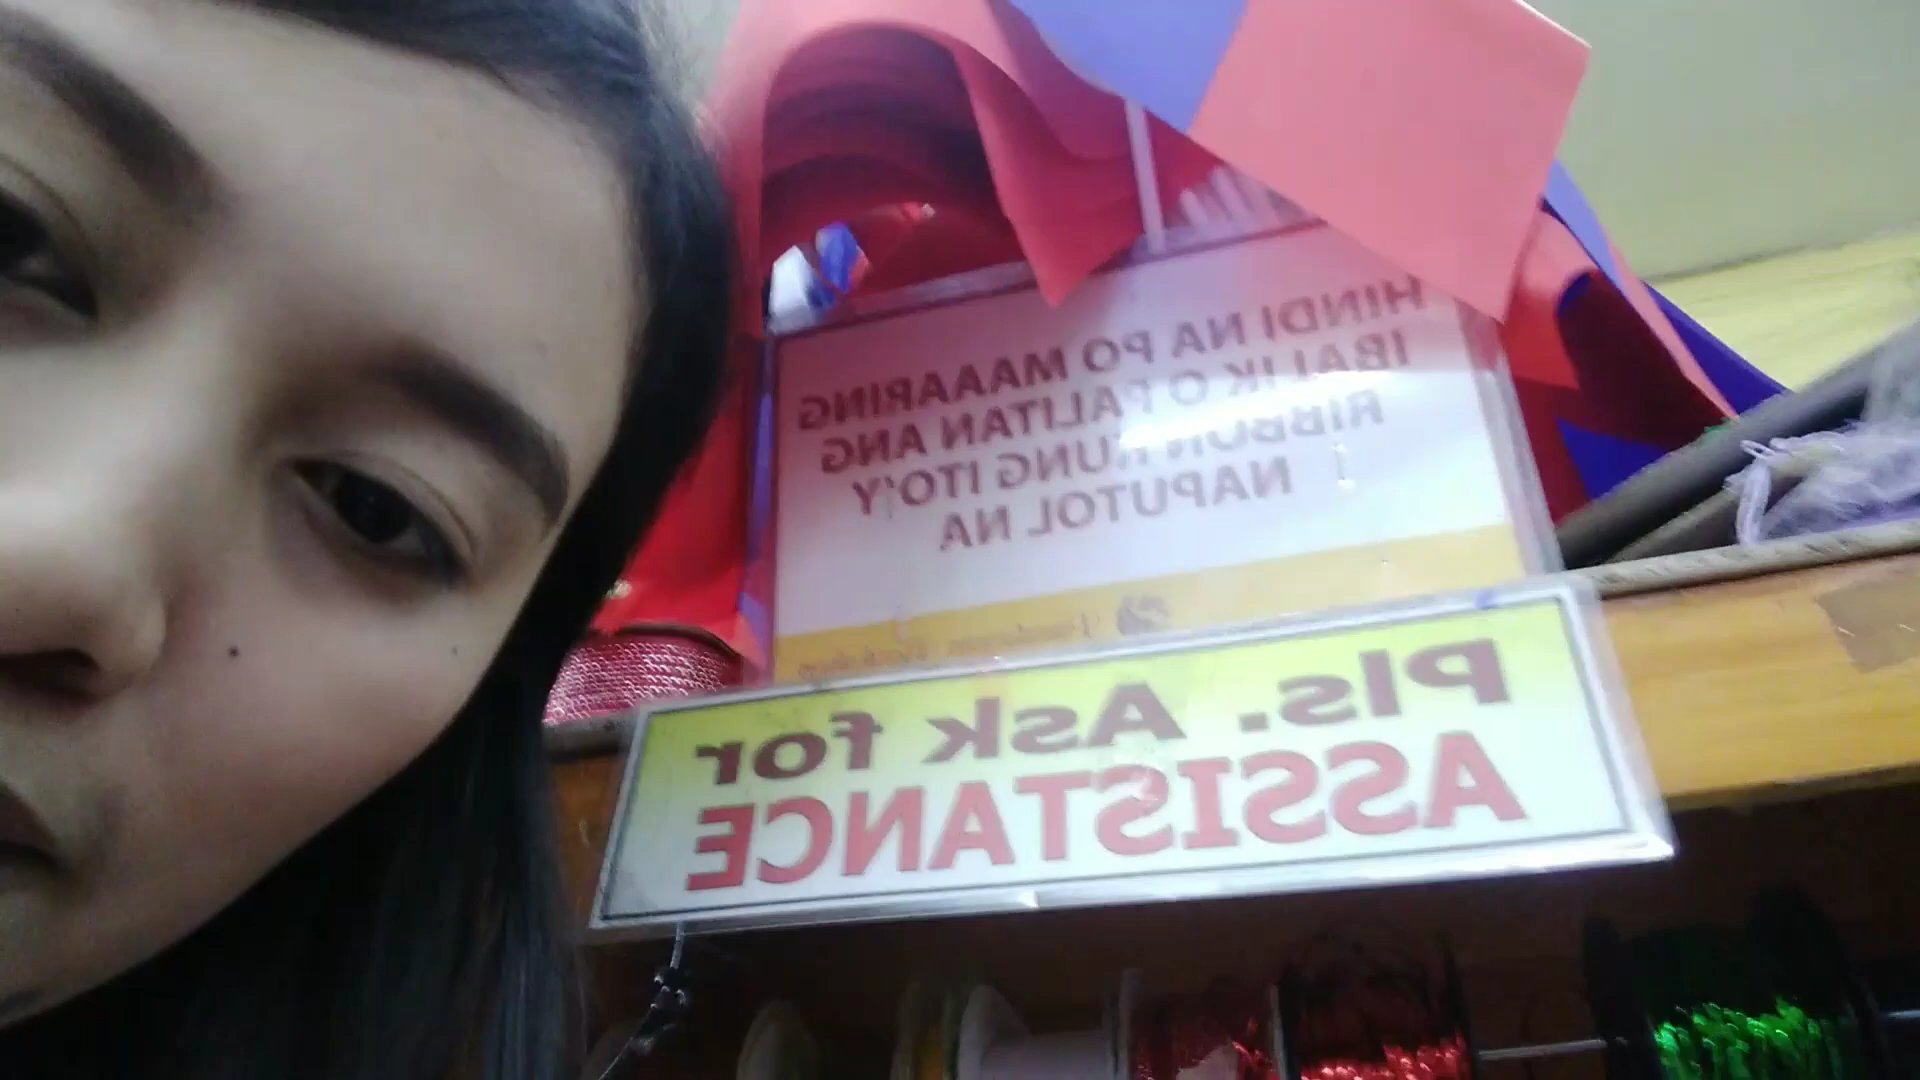 HINDI NA PO MAAARING
IBALIK O PALITAN ANG
RIBBON KUNG ITO'Y
NAPUTOL NA
Pls. Ask for
ASSISTANCE